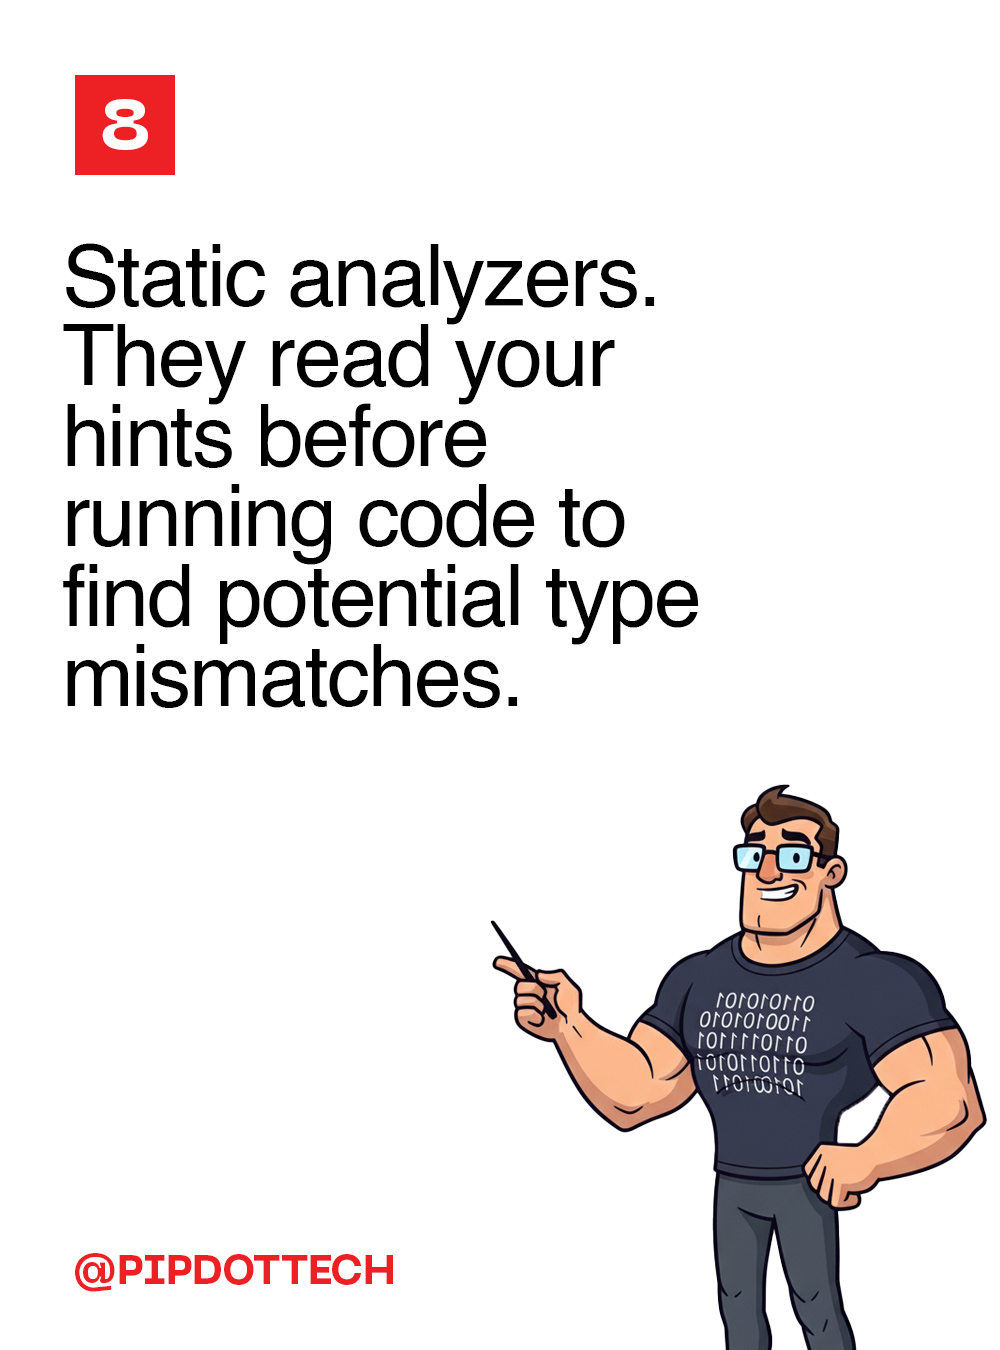 8
Static analyzers.
They read your
hints before
running code to
find potential type
mismatches.
@PIPDOTTECH